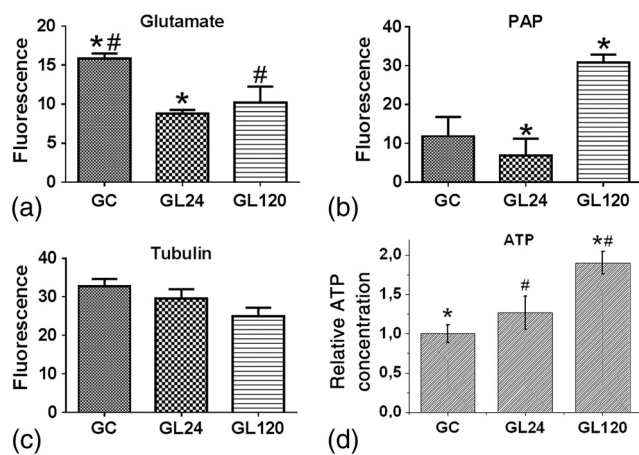 Glutamate
Fluorescence
20
15
10
5
0
* #
*
#
GC GL24 GL120
(a)
PAP
Fluorescence
40
30
20
10
0
*
*
GC GL24 GL120
(b)
Tubulin
Fluorescence
40
30
20
10
0
GC GL24 GL120
(c)
ATP
Relative ATP
concentration
2,0
1,5
1,0
0,5
0,0
*
#
*#
GC GL24 GL120
(d)